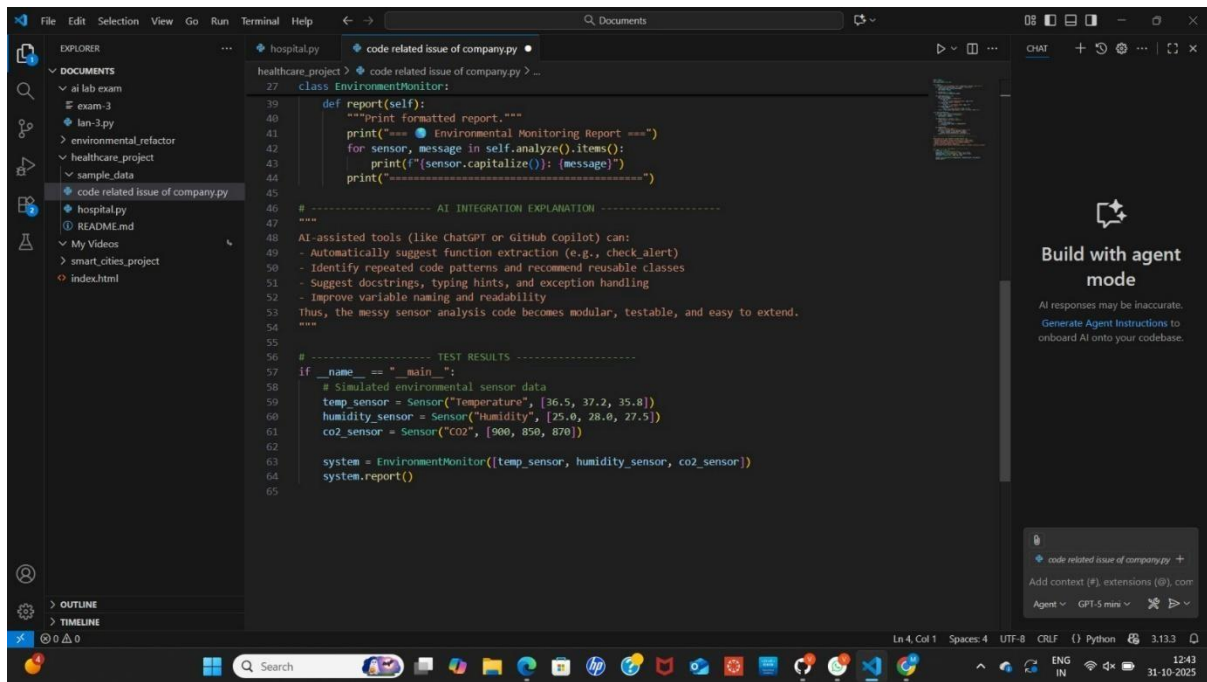 File Edit Selection View Go Run Terminal Help
Documents
EXPLORER
DOCUMENTS
ai lab exam
exam-3
lan-3.py
environmental_refactor
healthcare_project
sample_data
code related issue of company.py
hospital.py
README.md
My Videos
smart_cities_project
index.html
OUTLINE
TIMELINE
hospital.py code related issue of company.py
healthcare_project > code related issue of company.py > ...
27 class EnvironmentMonitor:
39 def report(self):
40 """Print formatted report."""
41 print("=== 🌎 Environmental Monitoring Report ===")
42 for sensor, message in self.analyze().items():
43 print(f"{sensor.capitalize()}: {message}")
44 print("==========================================")
45
46 # -------------------- AI INTEGRATION EXPLANATION --------------------
47 """
48 AI-assisted tools (like ChatGPT or GitHub Copilot) can:
49 - Automatically suggest function extraction (e.g., check_alert)
50 - Identify repeated code patterns and recommend reusable classes
51 - Suggest docstrings, typing hints, and exception handling
52 - Improve variable naming and readability
53 Thus, the messy sensor analysis code becomes modular, testable, and easy to extend.
54 """
55
56 # -------------------- TEST RESULTS --------------------
57 if __name__ == "__main__":
58 # Simulated environmental sensor data
59 temp_sensor = Sensor("Temperature", [36.5, 37.2, 35.8])
60 humidity_sensor = Sensor("Humidity", [25.0, 28.0, 27.5])
61 co2_sensor = Sensor("CO2", [900, 850, 870])
62
63 system = EnvironmentMonitor([temp_sensor, humidity_sensor, co2_sensor])
64 system.report()
65
CHAT
Build with agent
mode
AI responses may be inaccurate.
Generate Agent Instructions to
onboard AI onto your codebase.
code related issue of company.py +
Add context (#), extensions (@), com
Agent GPT-5 mini
0 0
Ln 4, Col 1 Spaces: 4 UTF-8 CRLF {} Python 3.13.3
Search
ENG
IN
12:43
31-10-2025